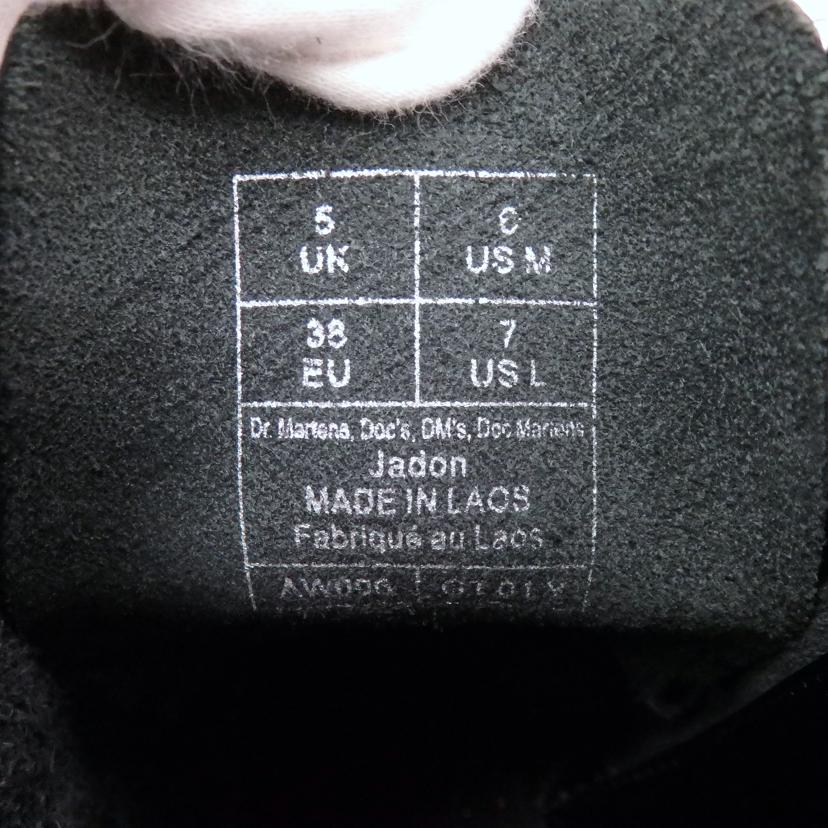 5
UK
6
US M
38
EU
7
US L
Dr. Martens, Doc's, DM's, Doc Martens
Jadon
MADE IN LAOS
Fabriqué au Laos